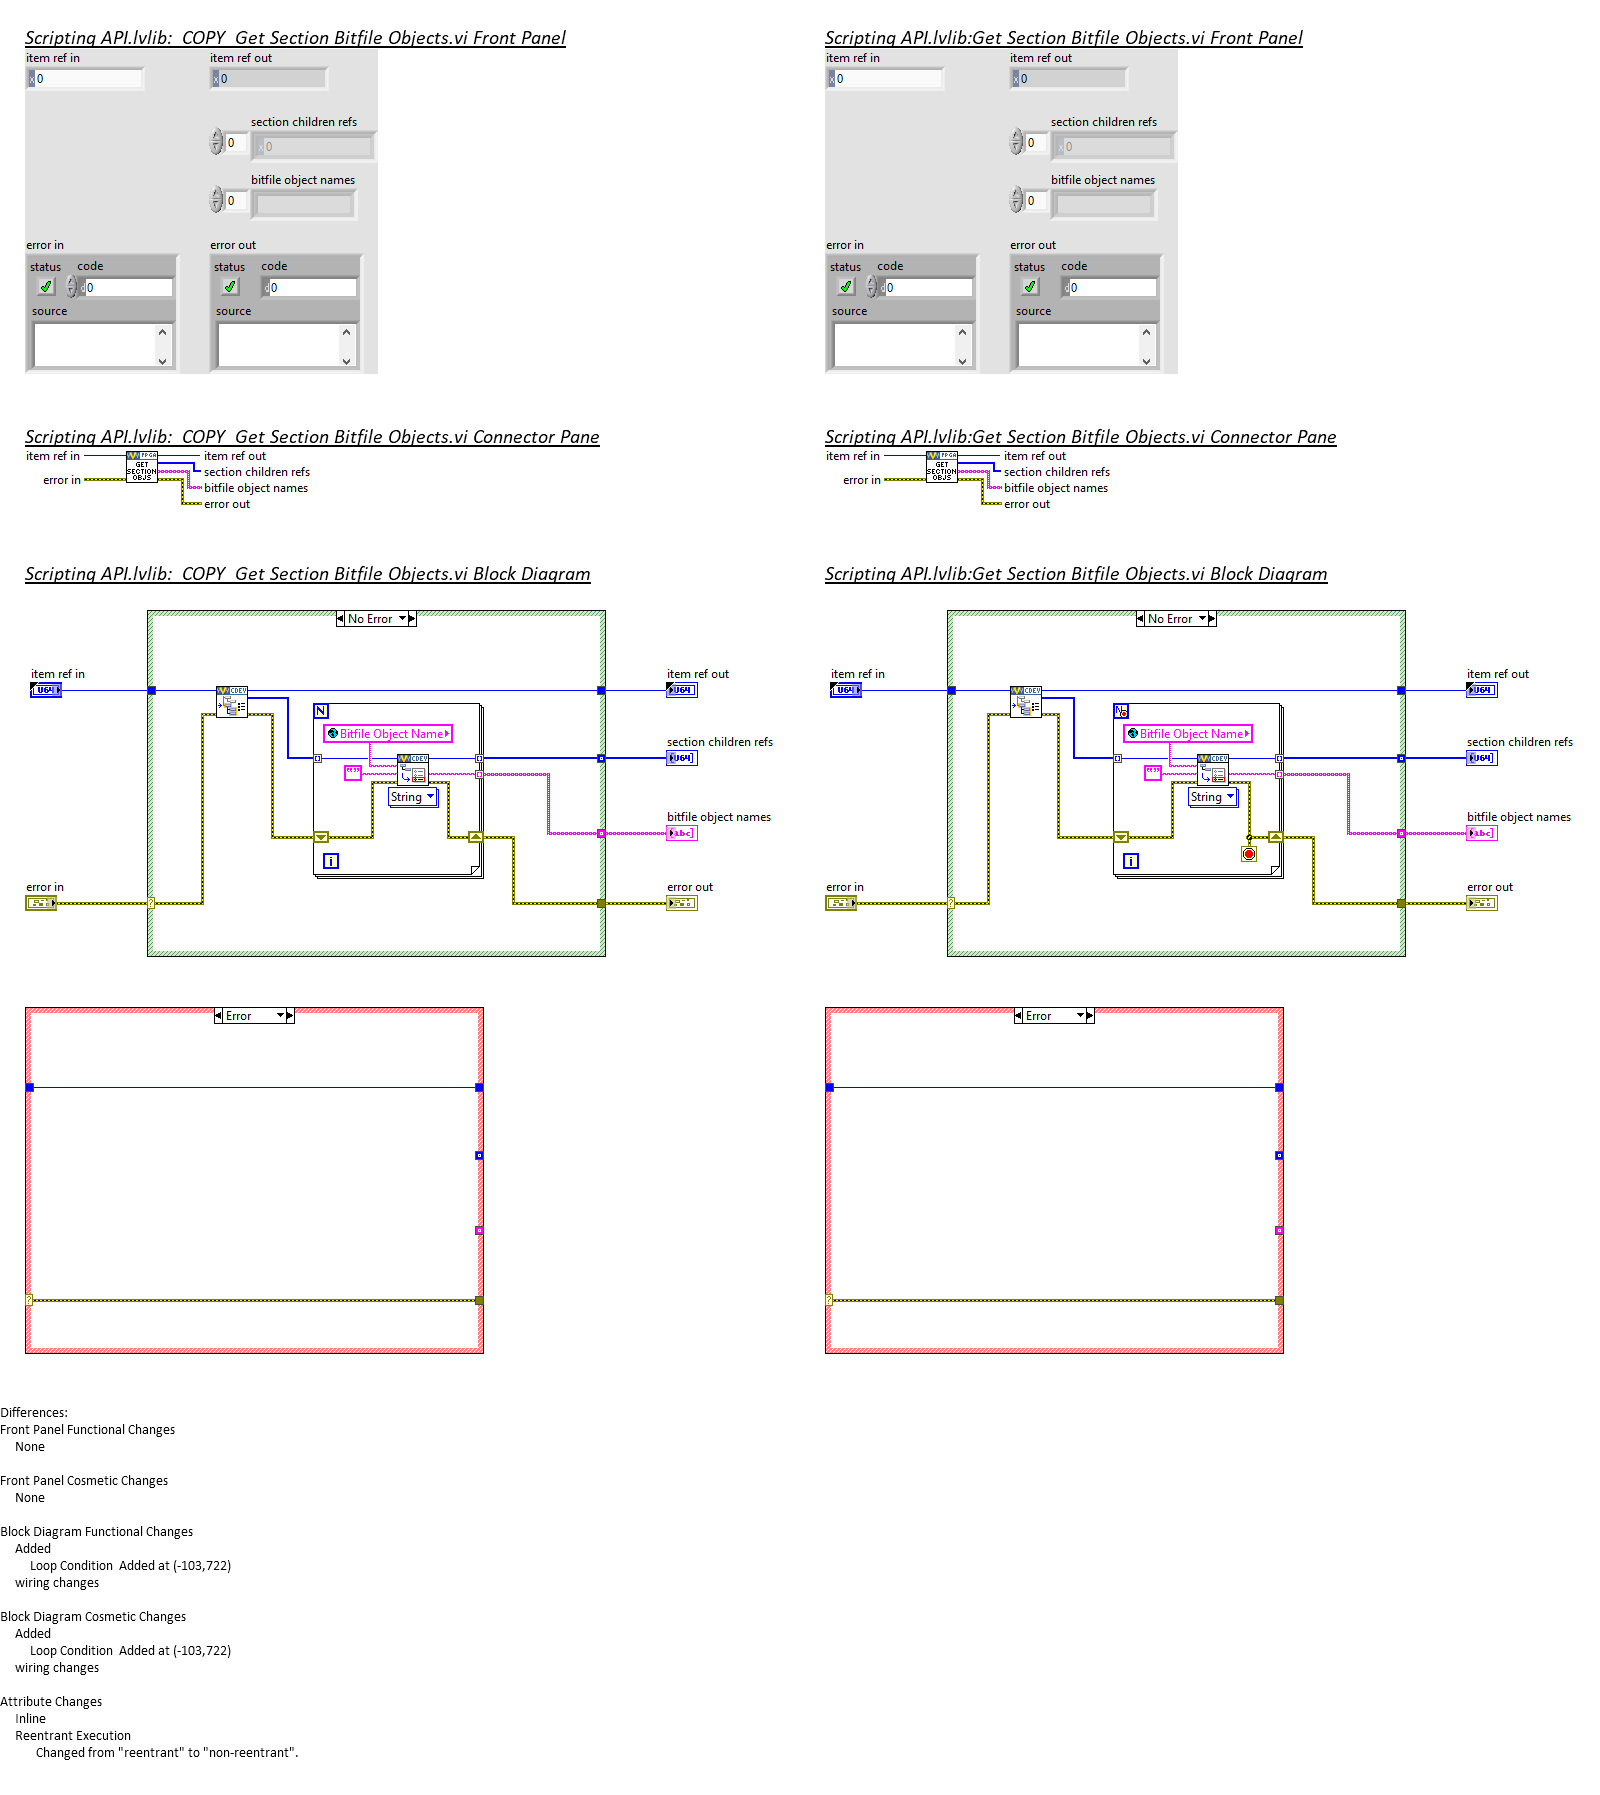 Scripting API.lvlib:_COPY_Get Section Bitfile Objects.vi Front Panel
item ref in
item ref out
0
0
section children refs
0
0
bitfile object names
0
error in
error out
status
code
status
code
0
0
source
source
Scripting API.lvlib:Get Section Bitfile Objects.vi Front Panel
item ref in
item ref out
0
0
section children refs
0
0
bitfile object names
0
error in
error out
status
code
status
code
0
0
source
source
Scripting API.lvlib:_COPY_Get Section Bitfile Objects.vi Connector Pane
item ref in
item ref out
FPGA
GET
SECTION
OBJS
section children refs
error in
bitfile object names
error out
Scripting API.lvlib:Get Section Bitfile Objects.vi Connector Pane
item ref in
item ref out
FPGA
GET
SECTION
OBJS
section children refs
error in
bitfile object names
error out
Scripting API.lvlib:_COPY_Get Section Bitfile Objects.vi Block Diagram
No Error
item ref in
item ref out
U64
CDEV
U64
N
Bitfile Object Name
section children refs
CDEV
U64
String
bitfile object names
abc
i
error in
error out
?
Scripting API.lvlib:Get Section Bitfile Objects.vi Block Diagram
No Error
item ref in
item ref out
U64
CDEV
U64
N
Bitfile Object Name
section children refs
CDEV
U64
String
bitfile object names
abc
i
error in
error out
?
Error
?
Error
?
Differences:
Front Panel Functional Changes
None
Front Panel Cosmetic Changes
None
Block Diagram Functional Changes
Added
Loop Condition  Added at (-103,722)
wiring changes
Block Diagram Cosmetic Changes
Added
Loop Condition  Added at (-103,722)
wiring changes
Attribute Changes
Inline
Reentrant Execution
Changed from "reentrant" to "non-reentrant".